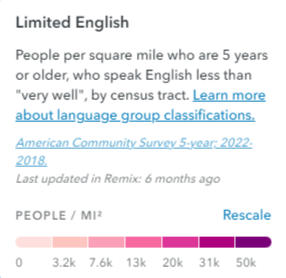 Limited English
People per square mile who are 5 years
or older, who speak English less than
"very well", by census tract. Learn more
about language group classifications.
American Community Survey 5-year; 2022-
2018.
Last updated in Remix: 6 months ago
PEOPLE / MI² Rescale
0 3.2k 7.6k 13k 20k 31k 50k